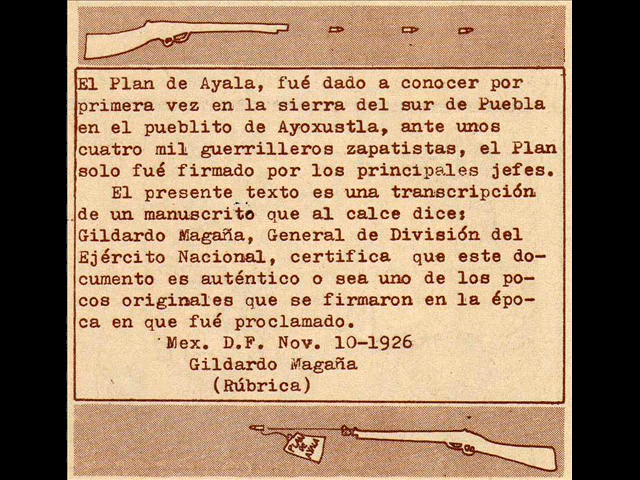 El Plan de Ayala, fué dado a conocer por
primera vez en la sierra del sur de Puebla
en el pueblito de Ayoxustla, ante unos
cuatro mil guerrilleros zapatistas, el Plan
solo fué firmado por los principales jefes.
El presente texto es una transcripción
de un manuscrito que al calce dice;
Gildardo Magaña, General de División del
Ejército Nacional, certifica que este do-
cumento es auténtico o sea uno de los po-
cos originales que se firmaron en la épo-
ca en que fué proclamado.
Mex. D.F. Nov. 10-1926
Gildardo Magaña
(Rúbrica)
PLAN
DE
AYALA